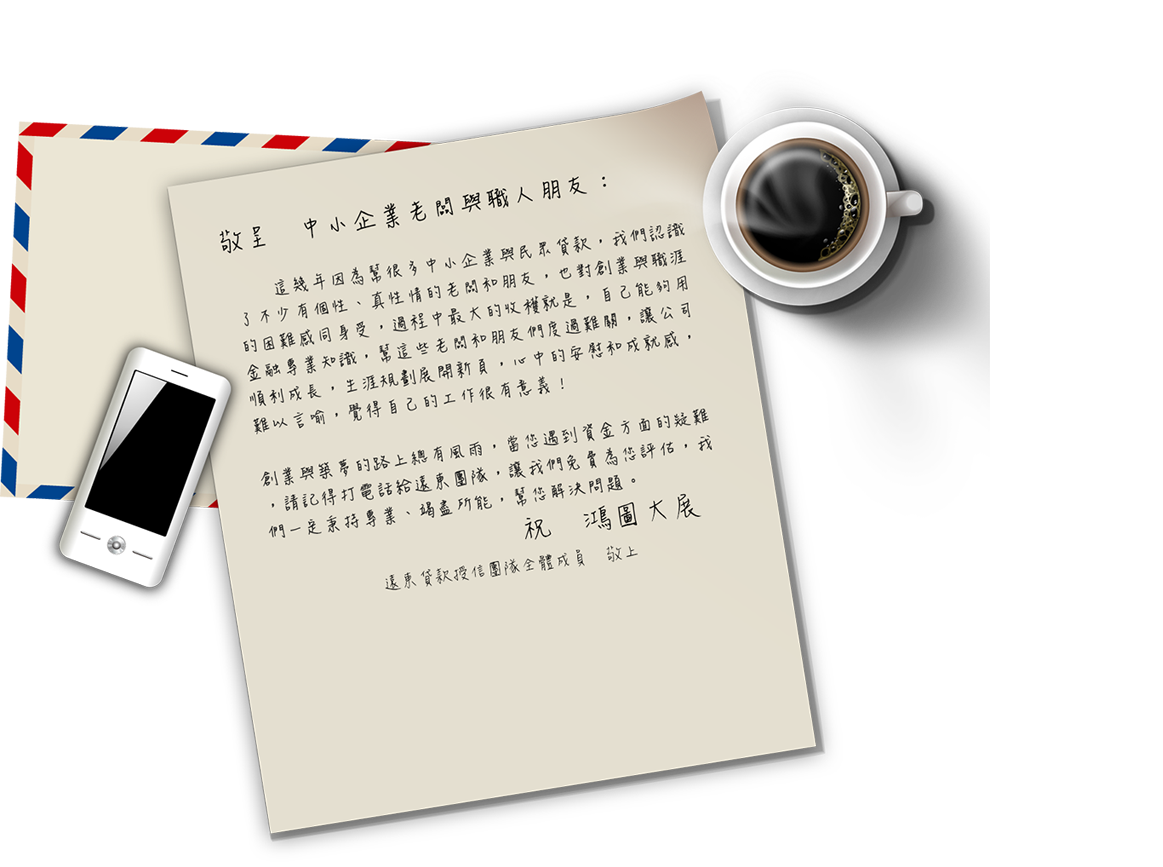 敬呈　中小企業老闆與職人朋友：
這幾年因為幫很多中小企業與民眾貸款，我們認識
了不少有個性、真性情的老闆和朋友，也對創業與職涯
的困難感同身受，過程中最大的收穫就是，自己能夠用
金融專業知識，幫這些老闆和朋友們度過難關，讓公司
順利成長，生涯規劃展開新頁，心中的安慰和成就感，
難以言喻，覺得自己的工作很有意義！
創業與築夢的路上總有風雨，當您遇到資金方面的疑難
，請記得打電話給遠東團隊，讓我們免費為您評估，我
們一定秉持專業、竭盡所能，幫您解決問題。
祝　鴻圖大展
遠東貸款授信團隊全體成員　敬上